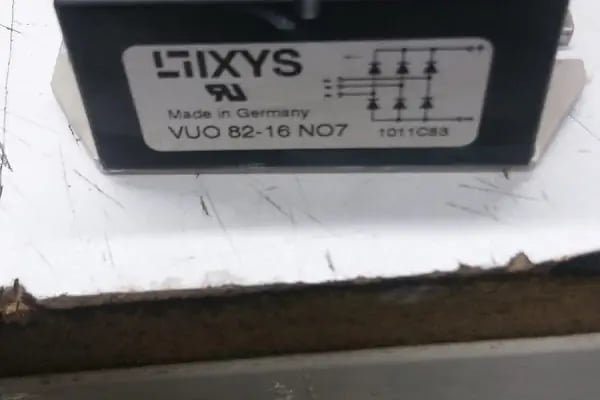 IXYS
Made in Germany
VUO 82-16 NO7
1011C83